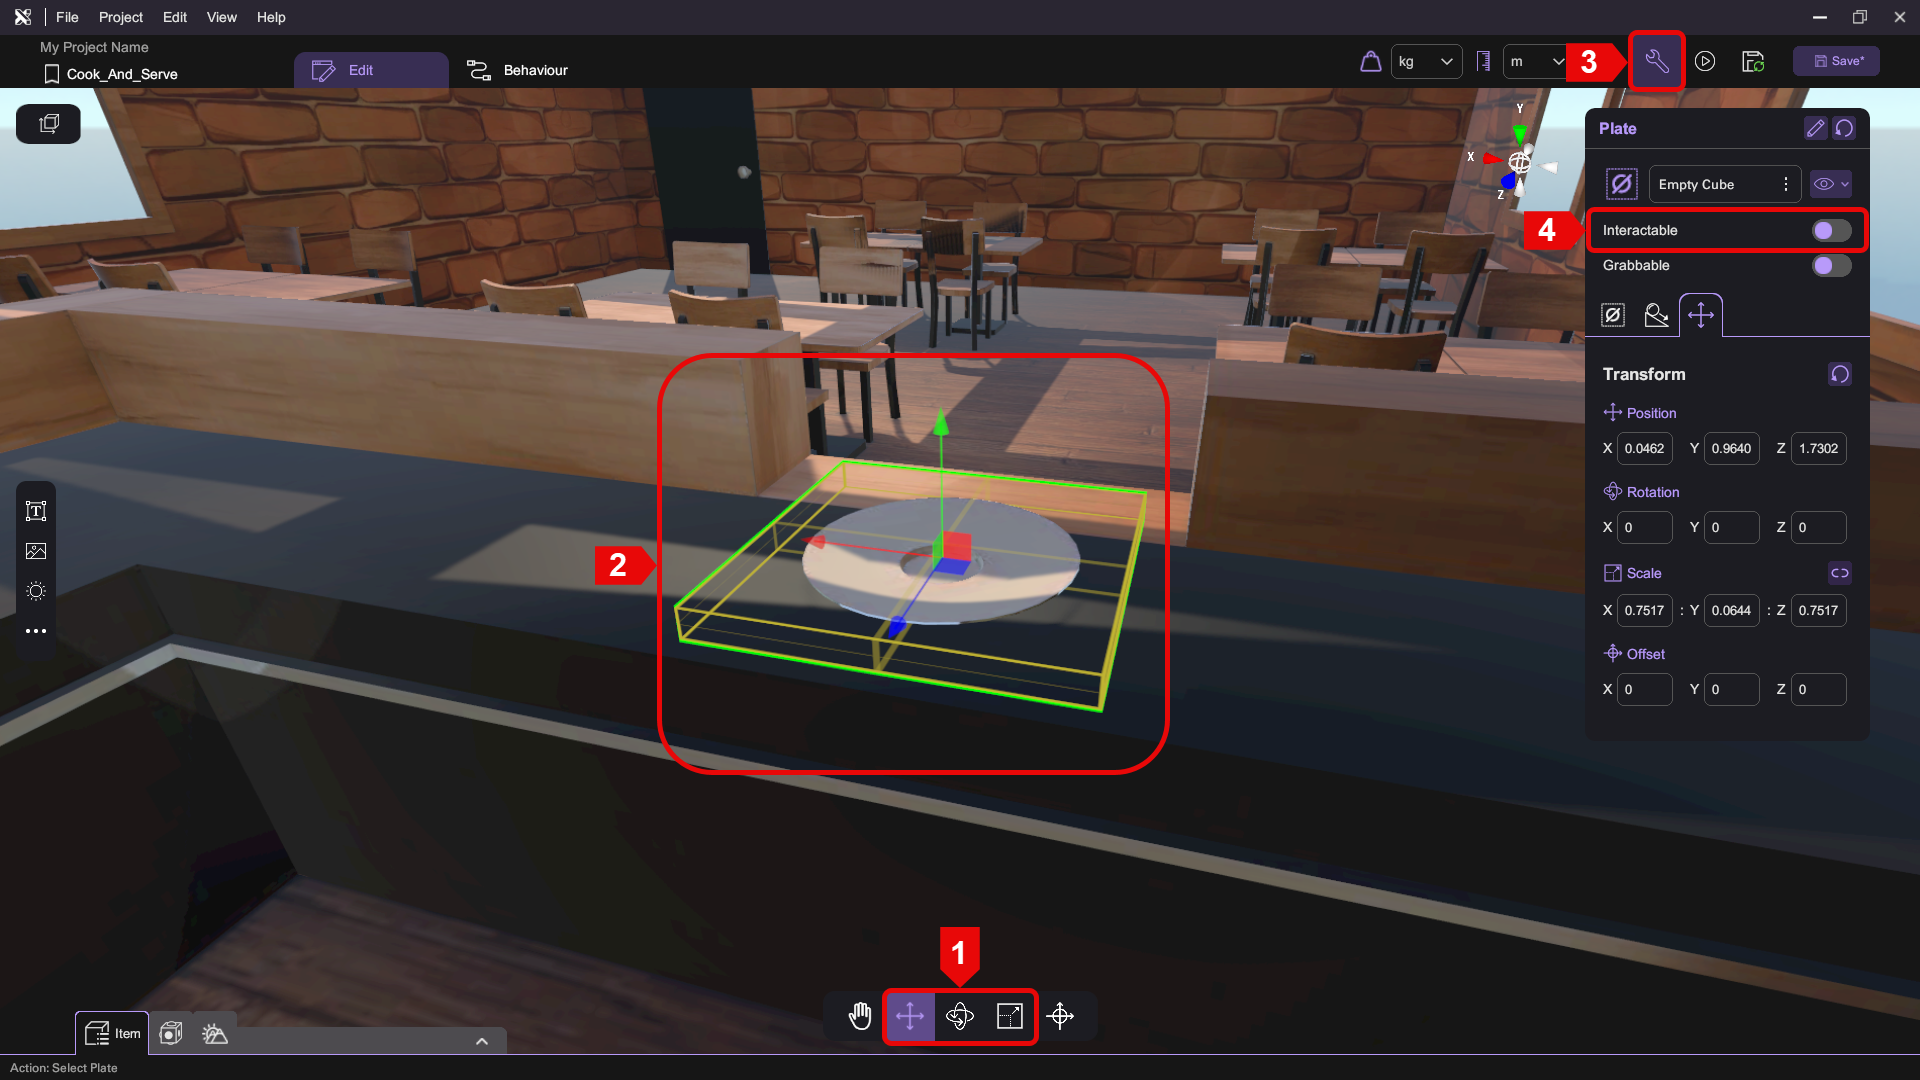 File Project Edit View Help
My Project Name
Cook_And_Serve
Edit
Behaviour
kg
m
3
Save*
Y
X
Z
Plate
Empty Cube
4
Interactable
Grabbable
Transform
Position
X 0.0462 Y 0.9640 Z 1.7302
Rotation
X 0 Y 0 Z 0
Scale
X 0.7517 : Y 0.0644 : Z 0.7517
Offset
X 0 Y 0 Z 0
T
2
1
Item
Action: Select Plate